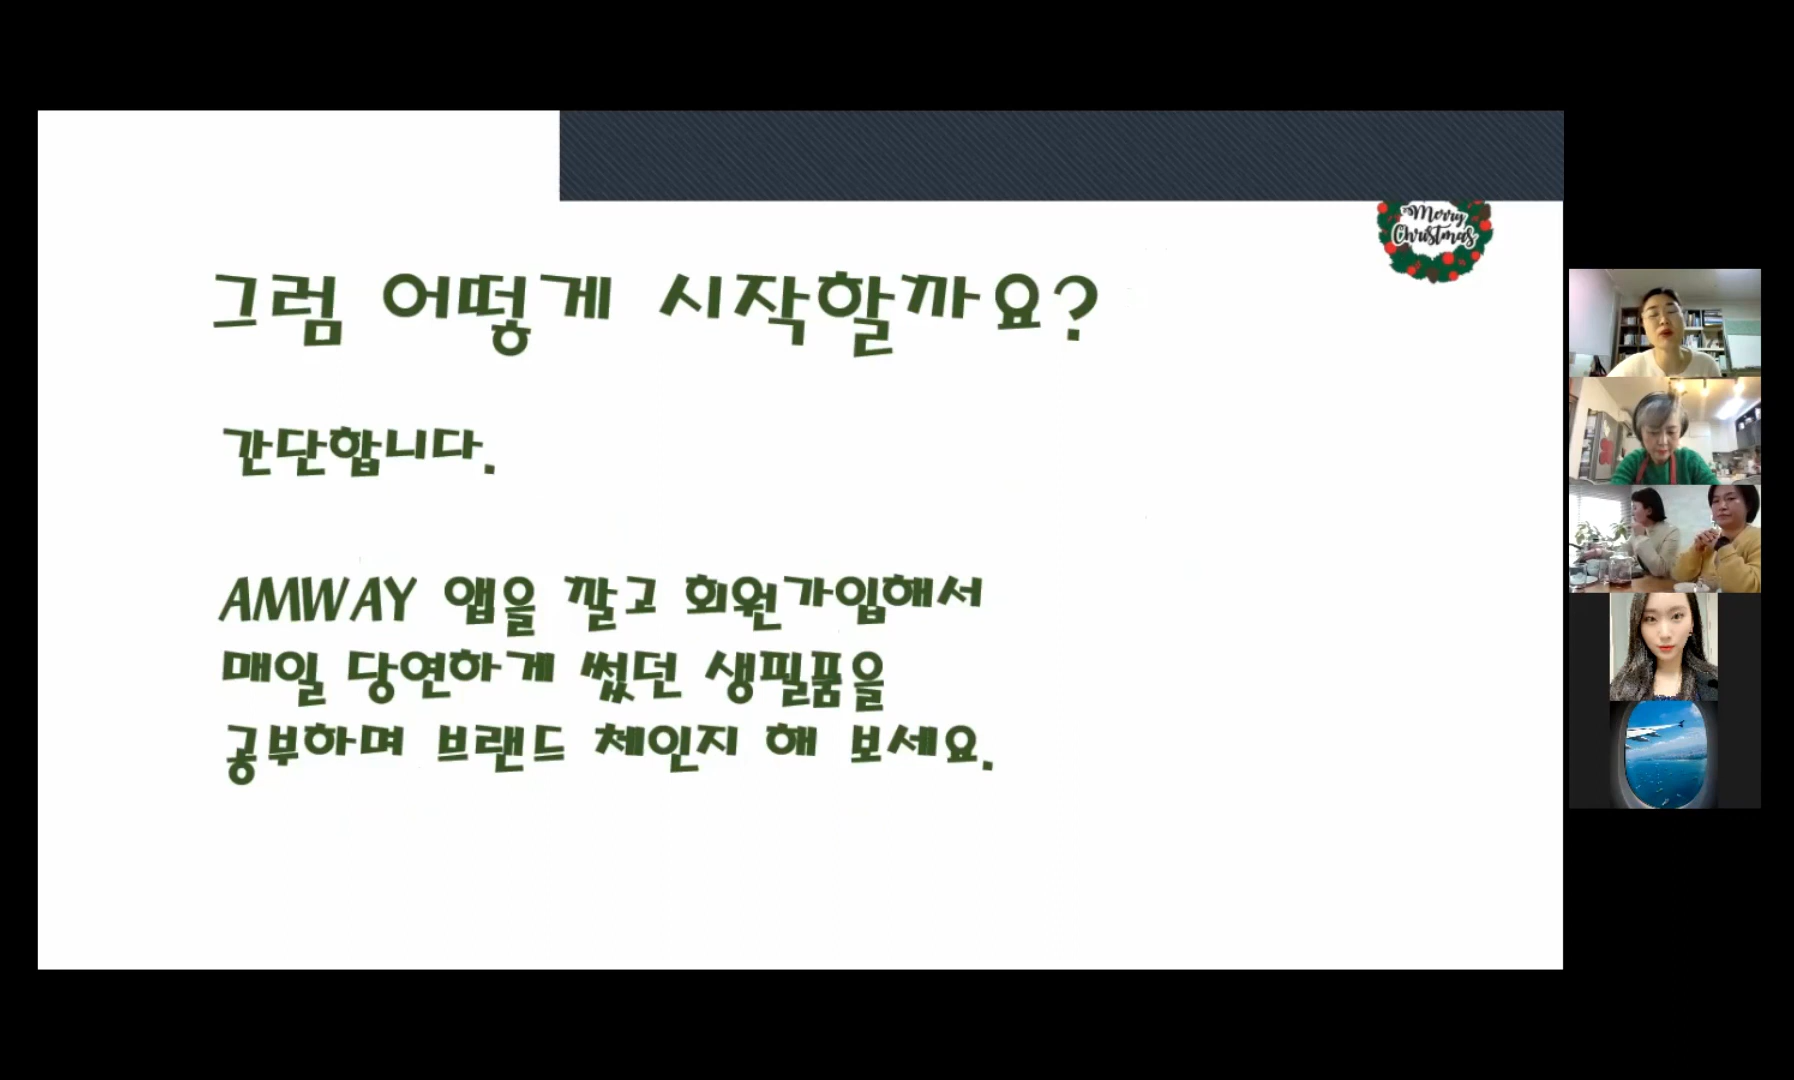 Merry
Christmas
그럼 어떻게 시작할까요?
간단합니다.
AMWAY 앱을 깔고 회원가입해서
매일 당연하게 썼던 생필품을
공부하며 브랜드 체인지 해 보세요.